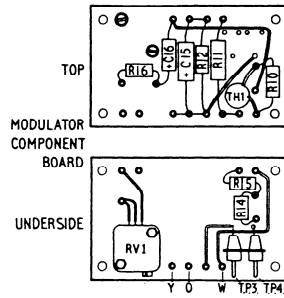 TOP
R16
C16
+
C15
+
R12
R11
TH1
R10
MODULATOR
COMPONENT
BOARD
UNDERSIDE
RV1
R15
R14
Y O W T.P.3 T.P.4